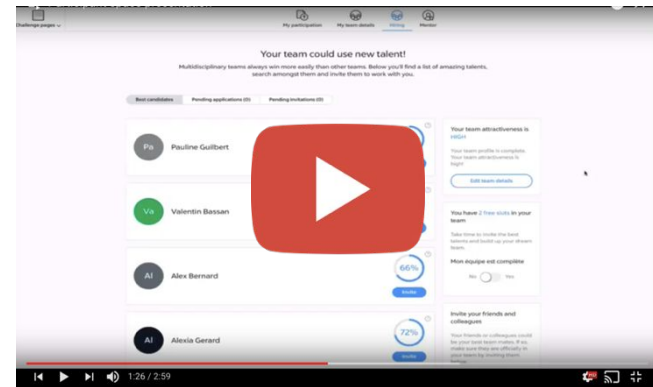 Challenge pages
My participation
My team details
Hiring
Mentor
Your team could use new talent!
Multidisciplinary teams always win more easily than other teams. Below you'll find a list of amazing talents,
search amongst them and invite them to work with you.
Best candidates
Pending applications (0)
Pending invitations (0)
Pa
Pauline Guilbert
Va
Valentin Bassan
Al
Alex Bernard
66%
Invite
Al
Alexia Gerard
72%
Invite
Your team attractiveness is
HIGH
Your team profile is complete.
Your team attractiveness is
high!
Edit team details
You have 2 free slots in your
team
Take time to invite the best
talents and build up your dream
team.
Mon équipe est complète
No
Yes
Invite your friends and
colleagues
Your friends or colleagues could
be your best team mates. If so,
make sure they are officially in
your team by inviting them
1:26 / 2:59